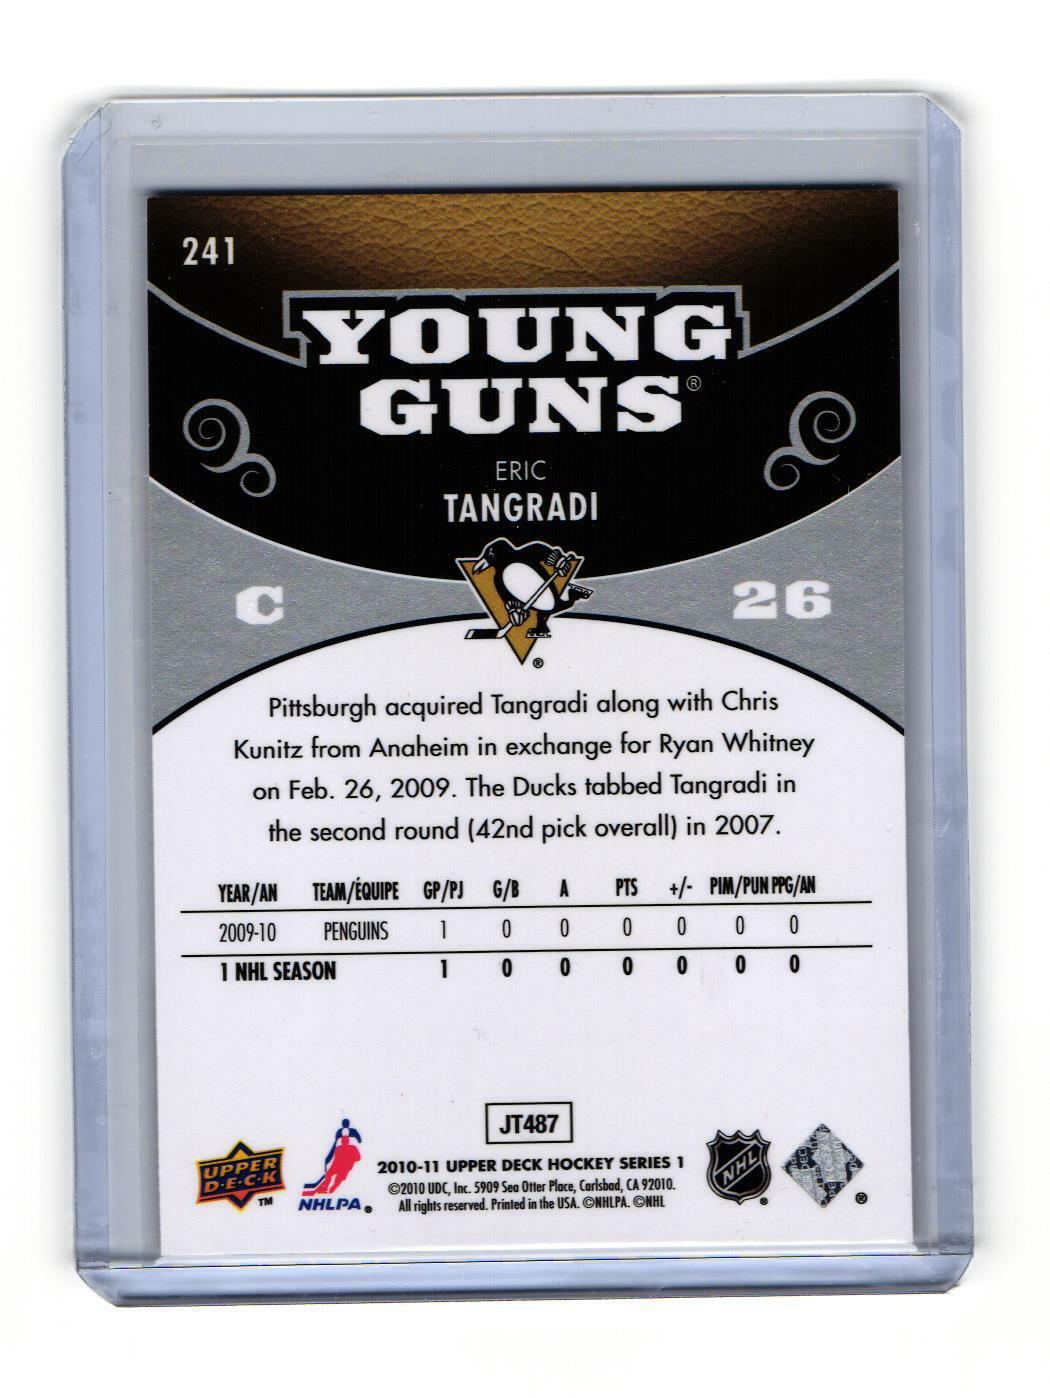 241
YOUNG
GUNS®
ERIC
TANGRADI
C 26
®
Pittsburgh acquired Tangradi along with Chris
Kunitz from Anaheim in exchange for Ryan Whitney
on Feb. 26, 2009. The Ducks tabbed Tangradi in
the second round (42nd pick overall) in 2007.
YEAR/AN TEAM/ÉQUIPE GP/PJ G/B A PTS +/- PIM/PUN PPG/AN
2009-10 PENGUINS 1 0 0 0 0 0 0
1 NHL SEASON 1 0 0 0 0 0 0
JT487
UPPER
D·E·C·K
TM
NHLPA®
2010-11 UPPER DECK HOCKEY SERIES 1
©2010 UDC, Inc. 5909 Sea Otter Place, Carlsbad, CA 92010.
All rights reserved. Printed in the USA. ©NHLPA. ©NHL
NHL
®
®